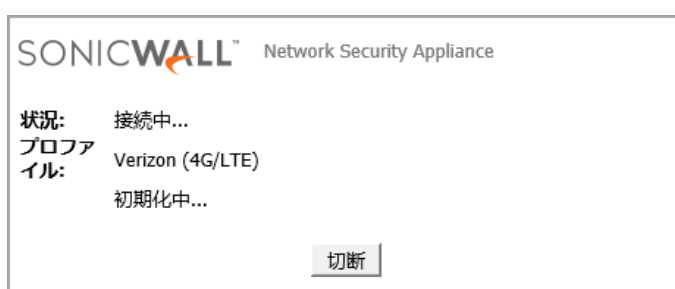 SONICWALL™ Network Security Appliance
状況: 接続中...
プロファイル: Verizon (4G/LTE)
初期化中...
切断